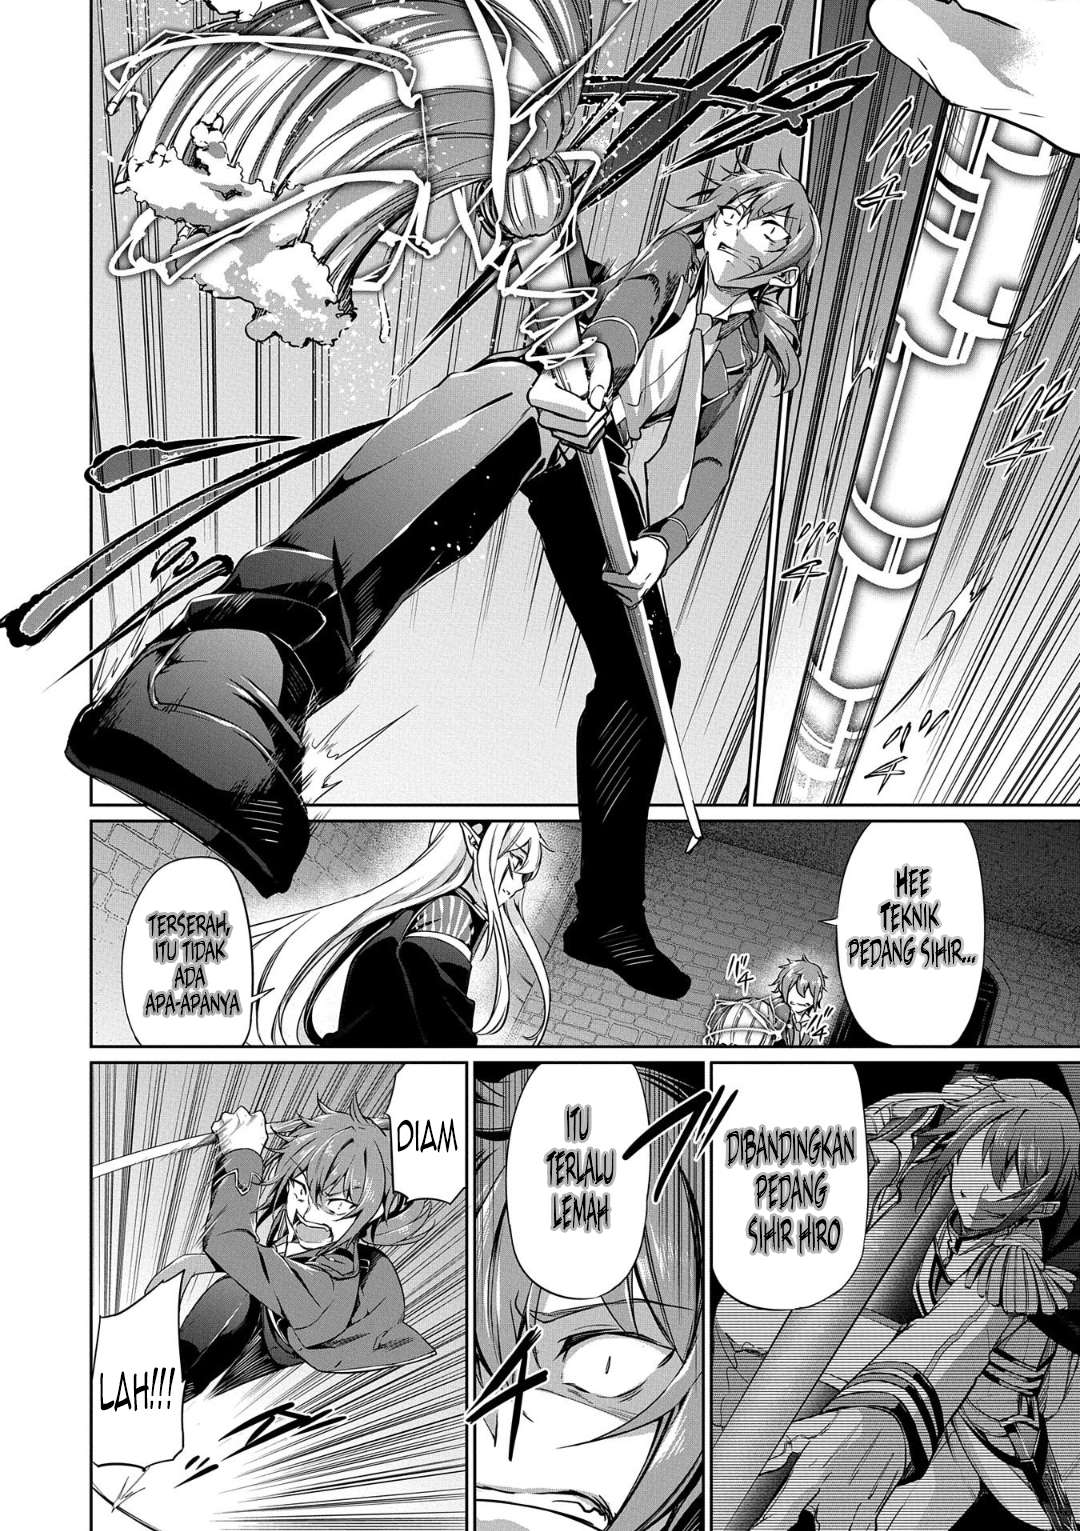 HEE
TEKNIK
PEDANG SIHIR...
TERSERAH,
ITU TIDAK
ADA
APA-APANYA
DIBANDINGKAN
PEDANG
SIHIR HIRO
ITU
TERLALU
LEMAH
DIAM
LAH!!!